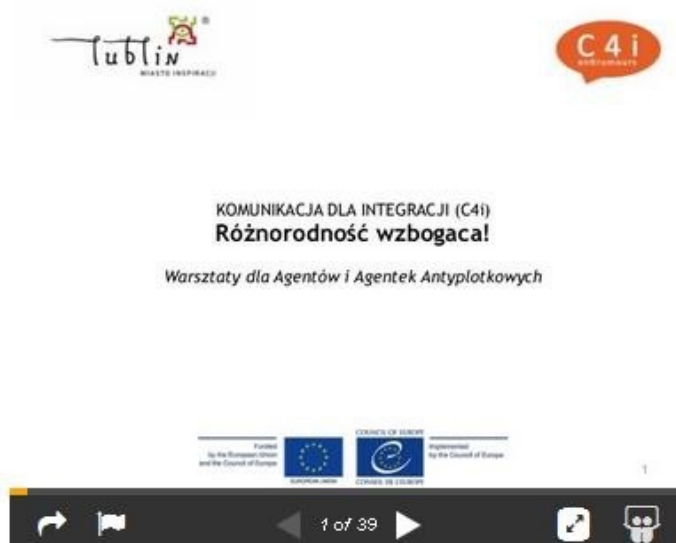 lublin
MIASTO INSPIRACJI
®
C4i
antirumours
KOMUNIKACJA DLA INTEGRACJI (C4i)
Różnorodność wzbogaca!
Warsztaty dla Agentów i Agentek Antyplotkowych
Funded
by the European Union
and the Council of Europe
EUROPEAN UNION
COUNCIL OF EUROPE
CONSEIL DE L'EUROPE
Implemented
by the Council of Europe
1
1 of 39